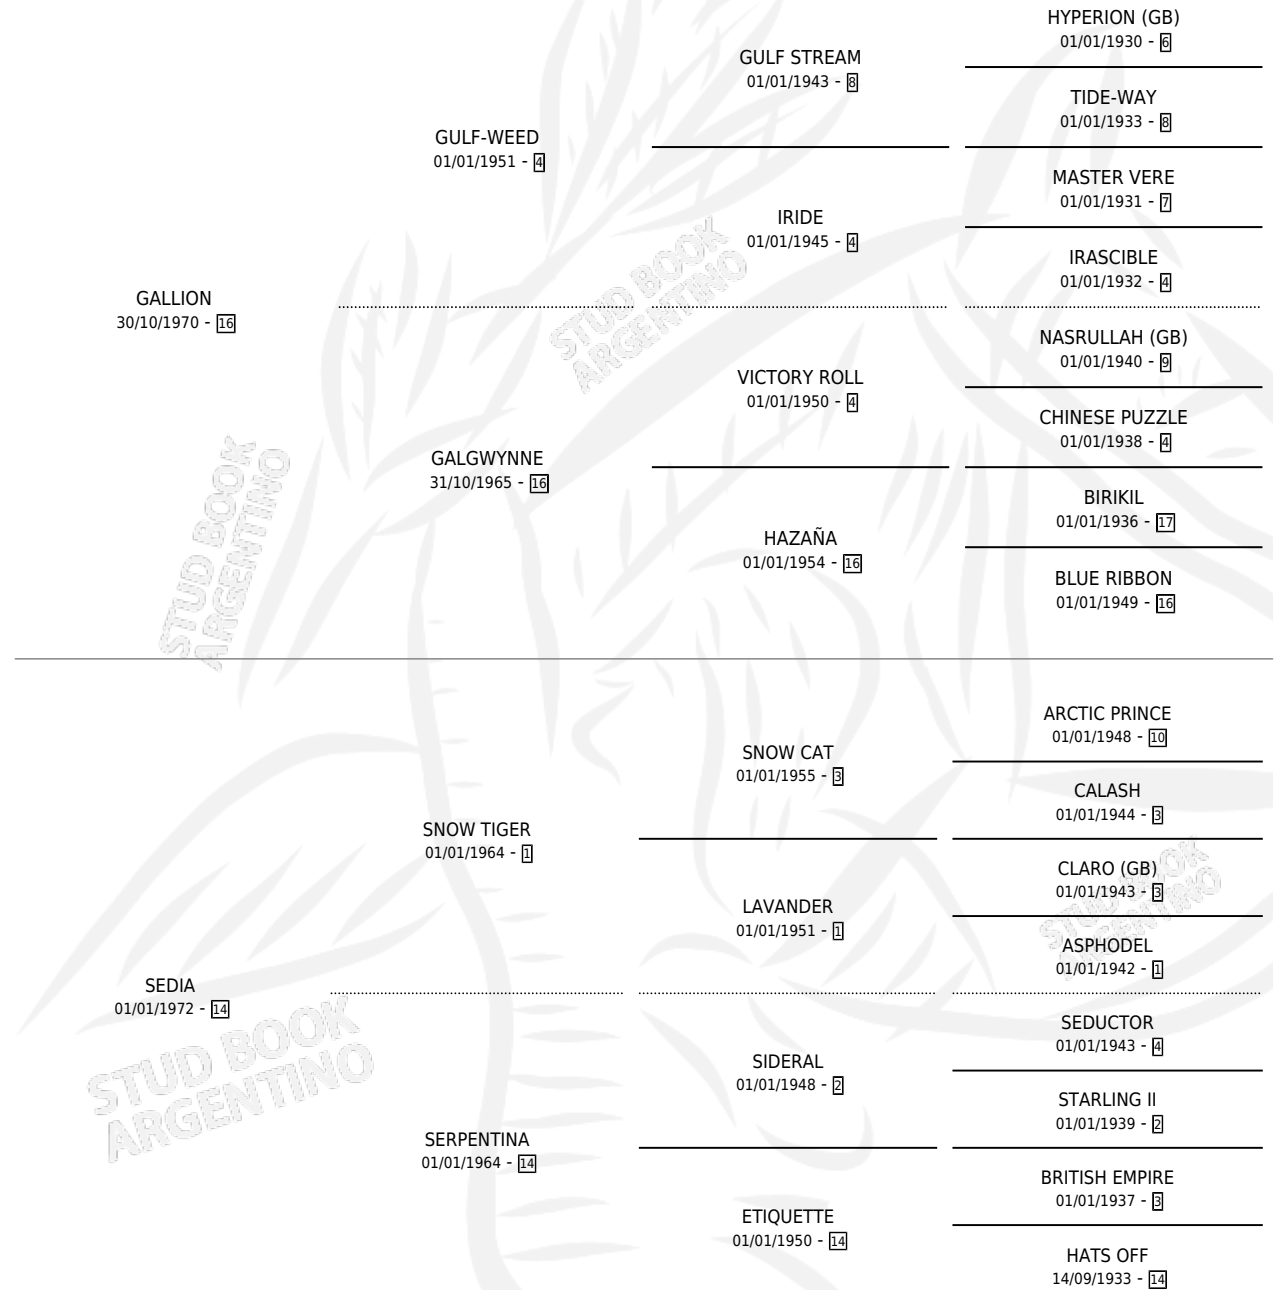 HYPERION (GB)
01/01/1930 - 6
GULF STREAM
01/01/1943 - 8
TIDE-WAY
01/01/1933 - 8
GULF-WEED
01/01/1951 - 4
MASTER VERE
01/01/1931 - 7
IRIDE
01/01/1945 - 4
IRASCIBLE
01/01/1932 - 4
GALLION
30/10/1970 - 16
STUD BOOK
ARGENTINO
NASRULLAH (GB)
01/01/1940 - 9
VICTORY ROLL
01/01/1950 - 4
CHINESE PUZZLE
01/01/1938 - 4
GALGWYNNE
31/10/1965 - 16
BIRIKIL
01/01/1936 - 17
HAZAÑA
01/01/1954 - 16
BLUE RIBBON
01/01/1949 - 16
STUD BOOK
ARGENTINO
ARCTIC PRINCE
01/01/1948 - 10
SNOW CAT
01/01/1955 - 3
CALASH
01/01/1944 - 3
SNOW TIGER
01/01/1964 - 1
CLARO (GB)
01/01/1943 - 3
LAVANDER
01/01/1951 - 1
STUD BOOK
ARGENTINO
ASPHODEL
01/01/1942 - 1
SEDIA
01/01/1972 - 14
SEDUCTOR
01/01/1943 - 4
STUD BOOK
ARGENTINO
SIDERAL
01/01/1948 - 2
STARLING II
01/01/1939 - 2
SERPENTINA
01/01/1964 - 14
BRITISH EMPIRE
01/01/1937 - 3
ETIQUETTE
01/01/1950 - 14
HATS OFF
14/09/1933 - 14